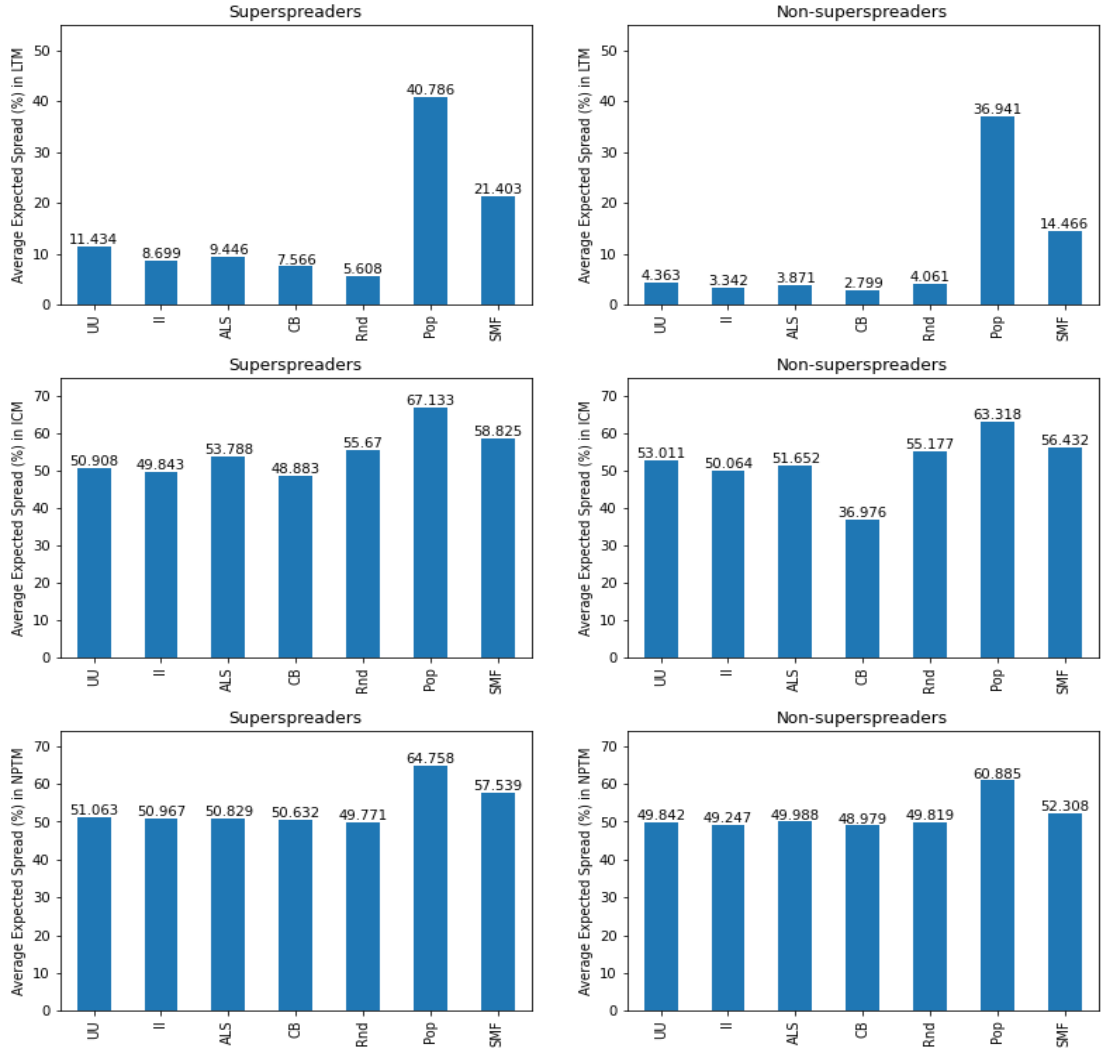 Superspreaders
Average Expected Spread (%) in LTM
50
40
30
20
10
0
11.434
8.699
9.446
7.566
5.608
40.786
21.403
UU
II
ALS
CB
Rnd
Pop
SMF
Non-superspreaders
Average Expected Spread (%) in LTM
50
40
30
20
10
0
4.363
3.342
3.871
2.799
4.061
36.941
14.466
UU
II
ALS
CB
Rnd
Pop
SMF
Superspreaders
Average Expected Spread (%) in ICM
70
60
50
40
30
20
10
0
50.908
49.843
53.788
48.883
55.67
67.133
58.825
UU
II
ALS
CB
Rnd
Pop
SMF
Non-superspreaders
Average Expected Spread (%) in ICM
70
60
50
40
30
20
10
0
53.011
50.064
51.652
36.976
55.177
63.318
56.432
UU
II
ALS
CB
Rnd
Pop
SMF
Superspreaders
Average Expected Spread (%) in NPTM
70
60
50
40
30
20
10
0
51.063
50.967
50.829
50.632
49.771
64.758
57.539
UU
II
ALS
CB
Rnd
Pop
SMF
Non-superspreaders
Average Expected Spread (%) in NPTM
70
60
50
40
30
20
10
0
49.842
49.247
49.988
48.979
49.819
60.885
52.308
UU
II
ALS
CB
Rnd
Pop
SMF